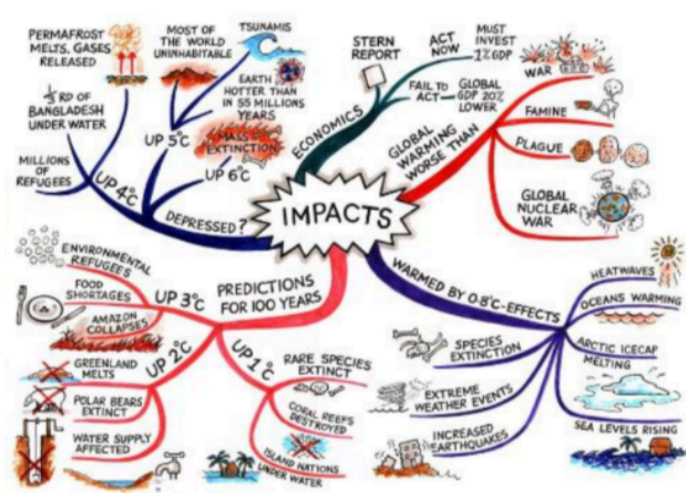 PERMAFROST
MELTS, GASES
RELEASED
MOST OF
THE WORLD
UNINHABITABLE
TSUNAMIS
EARTH
HOTTER THAN
IN 55 MILLIONS
YEARS
⅓ RD OF
BANGLADESH
UNDER WATER
UP 5°C
MASS
EXTINCTION
UP 6°C
MILLIONS
OF
REFUGEES
UP 4°C
DEPRESSED?
STERN
REPORT
ACT
NOW
MUST
INVEST
1% GDP
FAIL TO
ACT
GLOBAL
GDP 20%
LOWER
ECONOMICS
GLOBAL
WARMING
WORSE THAN
WAR
FAMINE
PLAGUE
GLOBAL
NUCLEAR
WAR
IMPACTS
ENVIRONMENTAL
REFUGEES
FOOD
SHORTAGES
AMAZON
COLLAPSES
UP 3°C
PREDICTIONS
FOR 100 YEARS
GREENLAND
MELTS
POLAR BEARS
EXTINCT
WATER SUPPLY
AFFECTED
UP 2°C
UP 1°C
RARE SPECIES
EXTINCT
CORAL REEFS
DESTROYED
ISLAND NATIONS
UNDER WATER
WARMED BY 0.8°C-EFFECTS
HEATWAVES
OCEANS WARMING
ARCTIC ICECAP
MELTING
SEA LEVELS RISING
SPECIES
EXTINCTION
EXTREME
WEATHER EVENTS
INCREASED
EARTHQUAKES